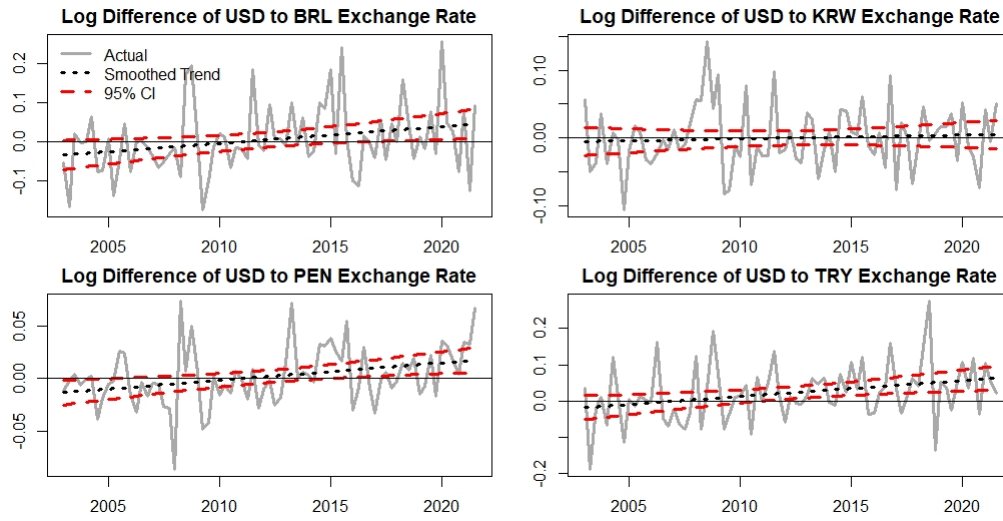 Log Difference of USD to BRL Exchange Rate
0.2
0.1
0.0
-0.1
Actual
Smoothed Trend
95% CI
2005 2010 2015 2020
Log Difference of USD to KRW Exchange Rate
0.10
0.00
-0.10
2005 2010 2015 2020
Log Difference of USD to PEN Exchange Rate
0.05
0.00
-0.05
2005 2010 2015 2020
Log Difference of USD to TRY Exchange Rate
0.2
0.0
-0.2
2005 2010 2015 2020